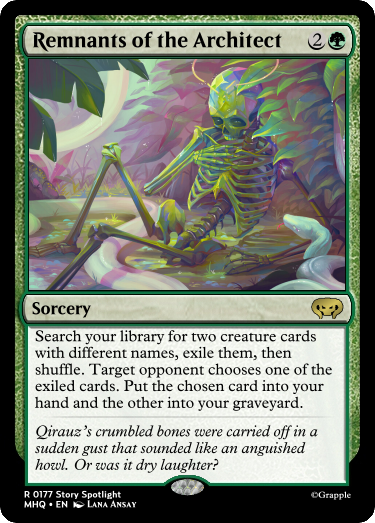 Remnants of the Architect 2
Sorcery
Search your library for two creature cards
with different names, exile them, then
shuffle. Target opponent chooses one of the
exiled cards. Put the chosen card into your
hand and the other into your graveyard.
Qirauz's crumbled bones were carried off in a
sudden gust that sounded like an anguished
howl. Or was it dry laughter?
R 0177 Story Spotlight
MHQ • EN Lana Ansay
©Grapple